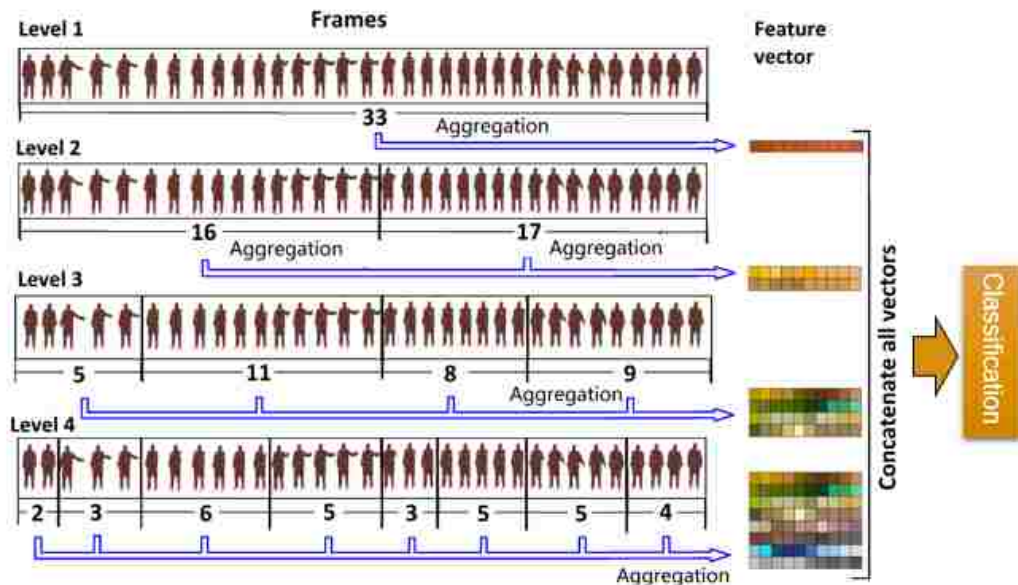 Frames
Level 1
Feature
vector
33
Aggregation
Level 2
16
17
Aggregation
Aggregation
Level 3
5
11
8
9
Aggregation
Level 4
2
3
6
5
3
5
5
4
Aggregation
Concatenate all vectors
Classification